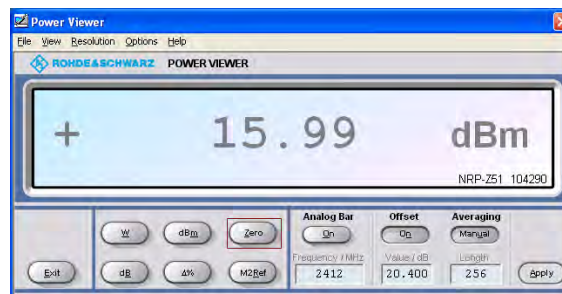 Power Viewer
File View Resolution Options Help
ROHDE&SCHWARZ POWER VIEWER
+ 15.99 dBm
NRP-Z51 104290
Analog Bar Offset Averaging
W dBm Zero On On Manual
Frequency / MHz Value / dB Length
Exit dB Δ% M2Ref 2412 20.400 256 Apply